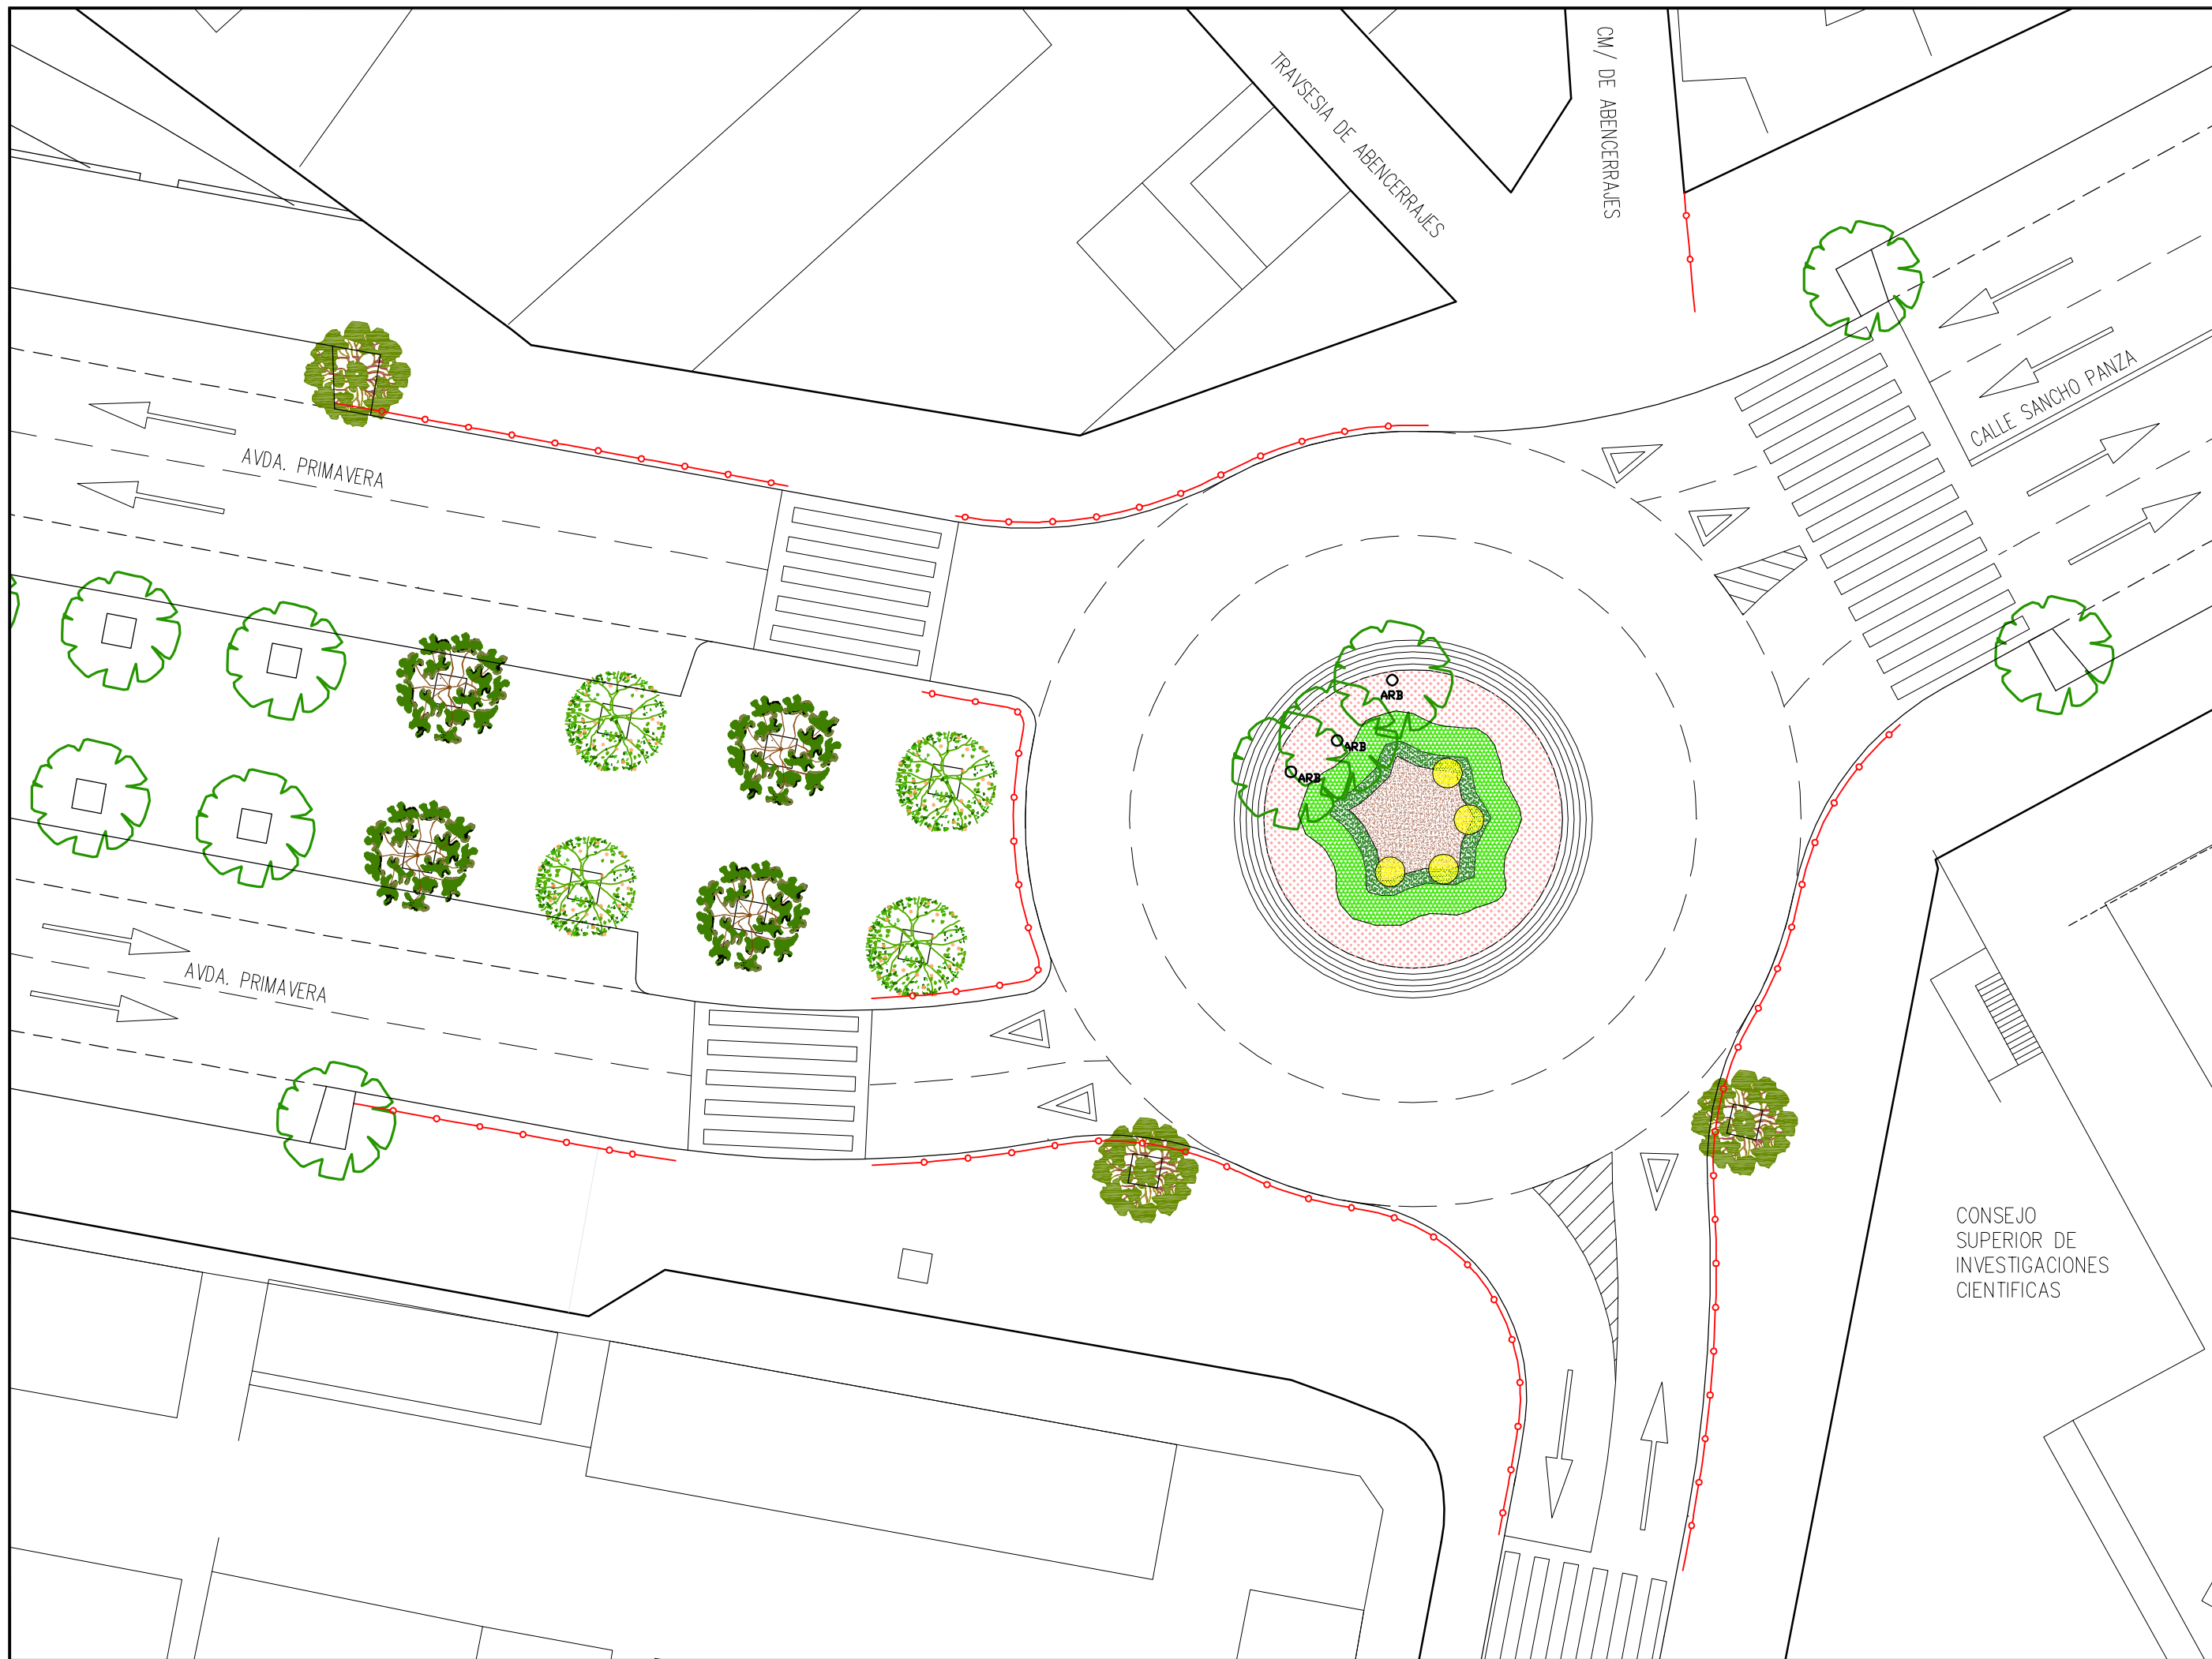 TRAVSESIA DE ABENCERRAJES
CM/ DE ABENCERRAJES
CALLE SANCHO PANZA
AVDA. PRIMAVERA
ARB
ARB
ARB
AVDA. PRIMAVERA
CONSEJO
SUPERIOR DE
INVESTIGACIONES
CIENTIFICAS